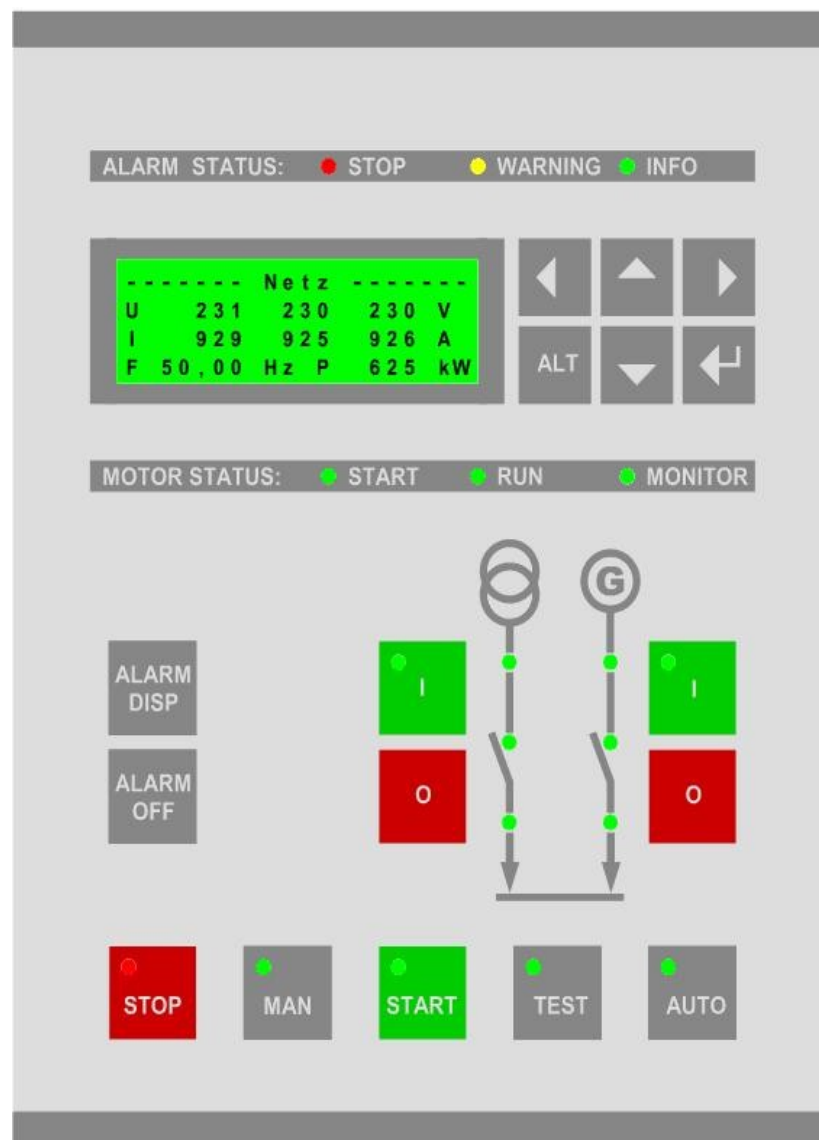 ALARM STATUS: STOP WARNING INFO
------- Netz -------
U 231 230 230 V
I 929 925 926 A
F 50,00 Hz P 625 kW
ALT
MOTOR STATUS: START RUN MONITOR
G
ALARM
DISP
I
I
ALARM
OFF
O
O
STOP
MAN
START
TEST
AUTO